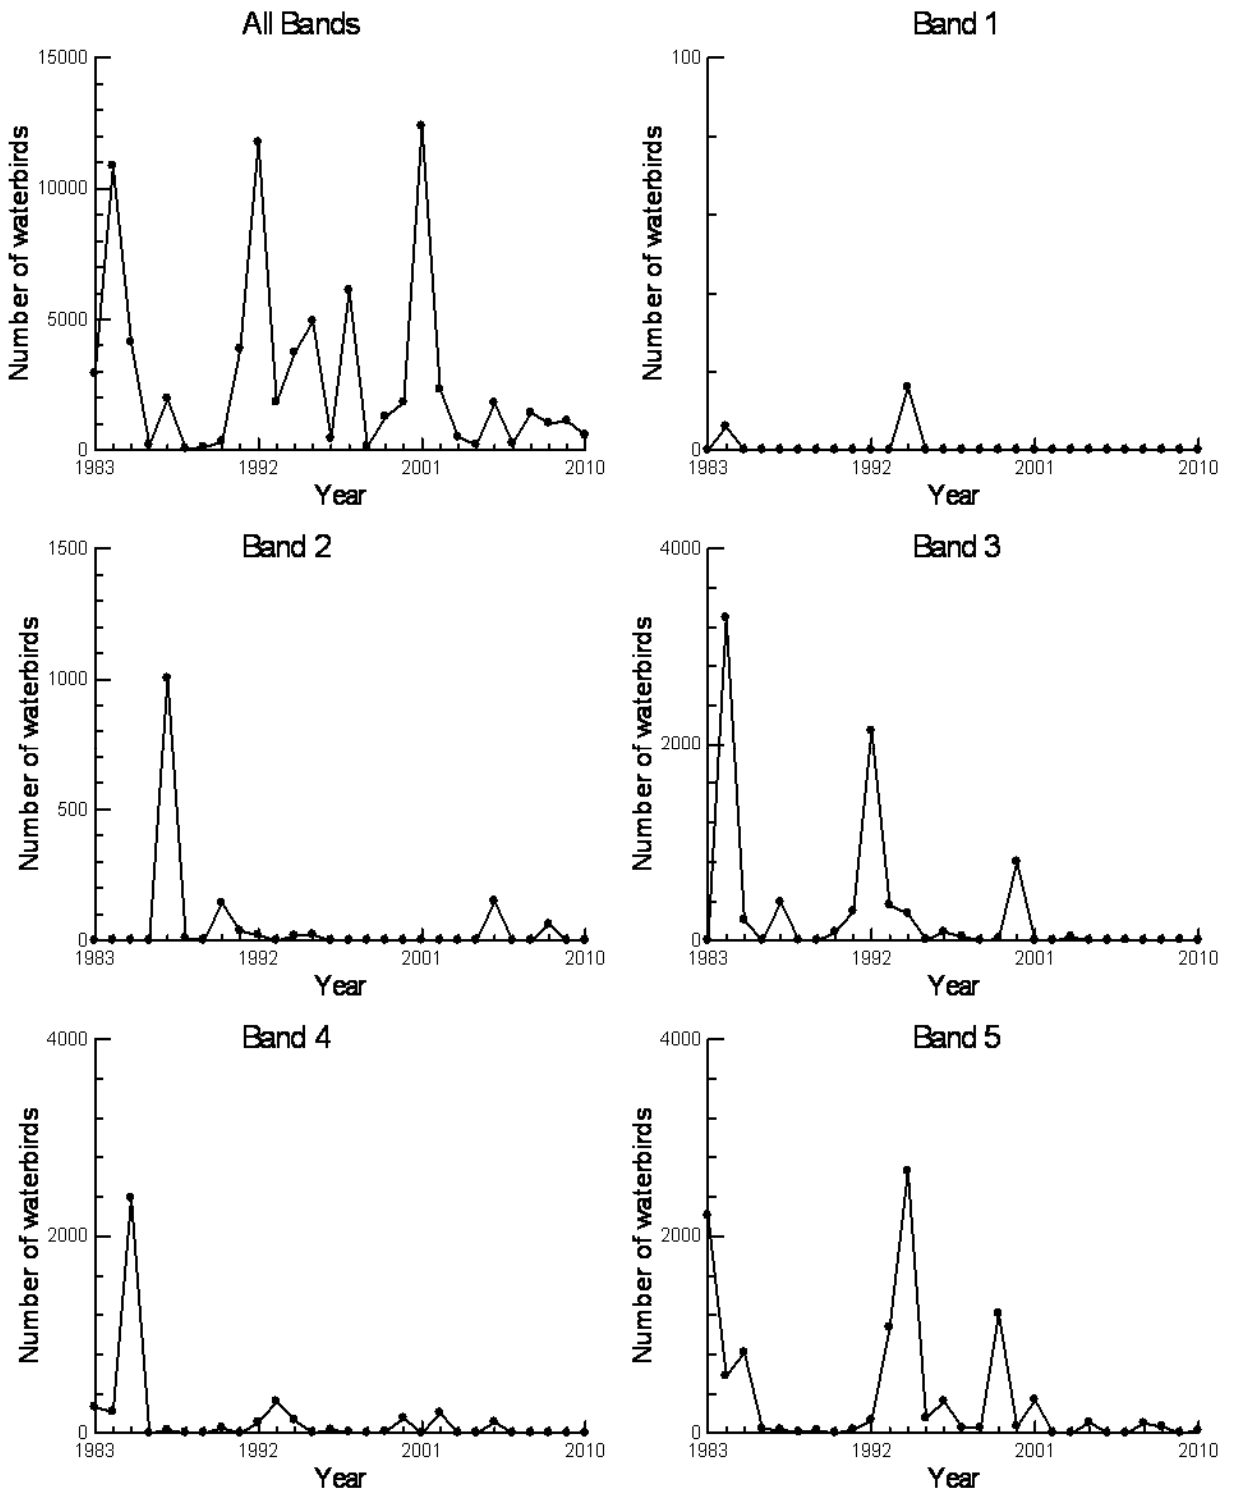 All Bands
15000
10000
5000
0
Number of waterbirds
1983 1992 2001 2010
Year
Band 1
100
0
Number of waterbirds
1983 1992 2001 2010
Year
Band 2
1500
1000
500
0
Number of waterbirds
1983 1992 2001 2010
Year
Band 3
4000
2000
0
Number of waterbirds
1983 1992 2001 2010
Year
Band 4
4000
2000
0
Number of waterbirds
1983 1992 2001 2010
Year
Band 5
4000
2000
0
Number of waterbirds
1983 1992 2001 2010
Year